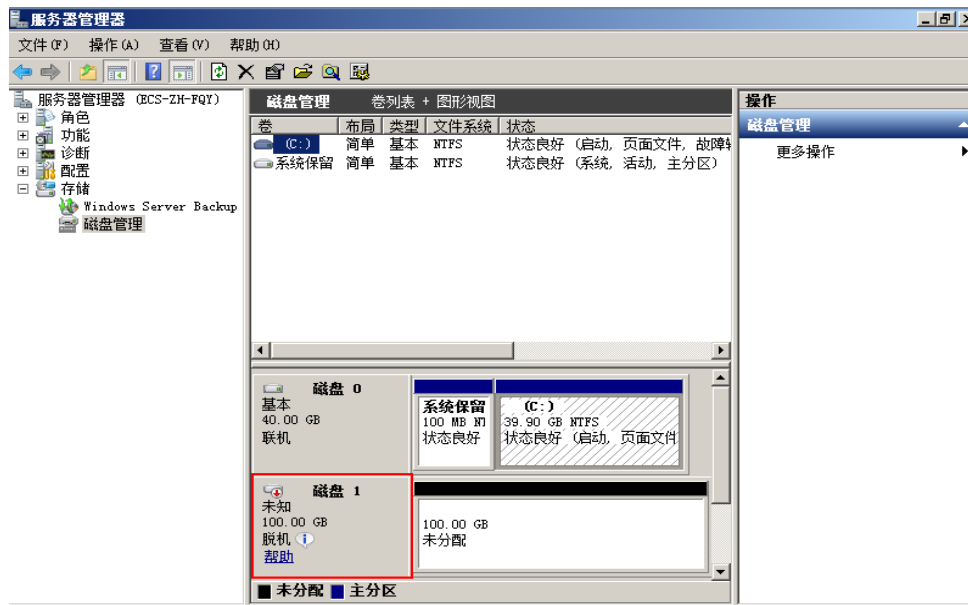 服务器管理器
文件(F) 操作(A) 查看(V) 帮助(H)
服务器管理器 (ECS-ZH-FQY)
角色
功能
诊断
配置
存储
Windows Server Backup
磁盘管理
磁盘管理 卷列表 + 图形视图
卷 布局 类型 文件系统 状态
(C:) 简单 基本 NTFS 状态良好 (启动, 页面文件, 故障
系统保留 简单 基本 NTFS 状态良好 (系统, 活动, 主分区)
磁盘 0
基本
40.00 GB
联机
系统保留
100 MB NT
状态良好
(C:)
39.90 GB NTFS
状态良好 (启动, 页面文件
磁盘 1
未知
100.00 GB
脱机
帮助
100.00 GB
未分配
未分配 主分区
操作
磁盘管理
更多操作